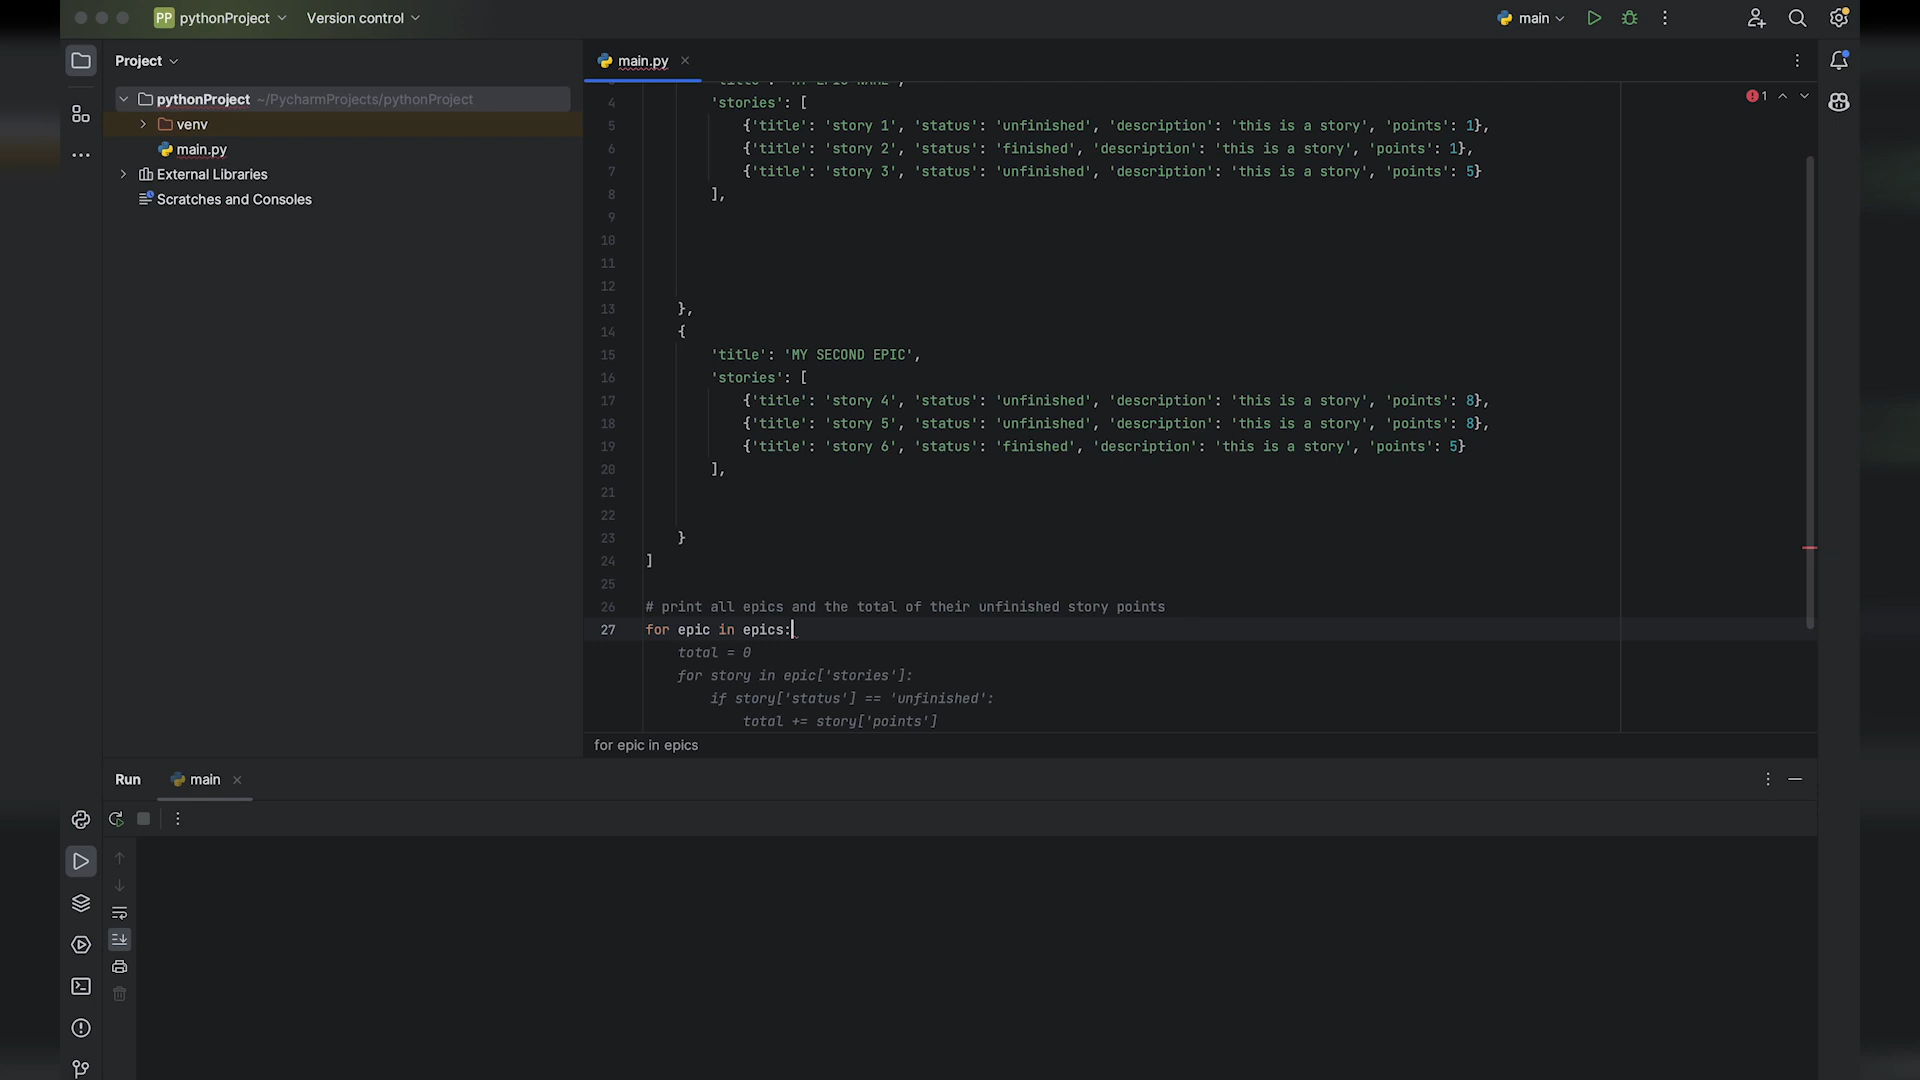 PP pythonProject Version control main
Project main.py
pythonProject ~/PycharmProjects/pythonProject
venv
main.py
External Libraries
Scratches and Consoles
1
4 'stories': [
5 {'title': 'story 1', 'status': 'unfinished', 'description': 'this is a story', 'points': 1},
6 {'title': 'story 2', 'status': 'finished', 'description': 'this is a story', 'points': 1},
7 {'title': 'story 3', 'status': 'unfinished', 'description': 'this is a story', 'points': 5}
8 ],
9
10
11
12
13 },
14 {
15 'title': 'MY SECOND EPIC',
16 'stories': [
17 {'title': 'story 4', 'status': 'unfinished', 'description': 'this is a story', 'points': 8},
18 {'title': 'story 5', 'status': 'unfinished', 'description': 'this is a story', 'points': 8},
19 {'title': 'story 6', 'status': 'finished', 'description': 'this is a story', 'points': 5}
20 ],
21
22
23 }
24 ]
25
26 # print all epics and the total of their unfinished story points
27 for epic in epics:
total = 0
for story in epic['stories']:
if story['status'] == 'unfinished':
total += story['points']
for epic in epics
Run main